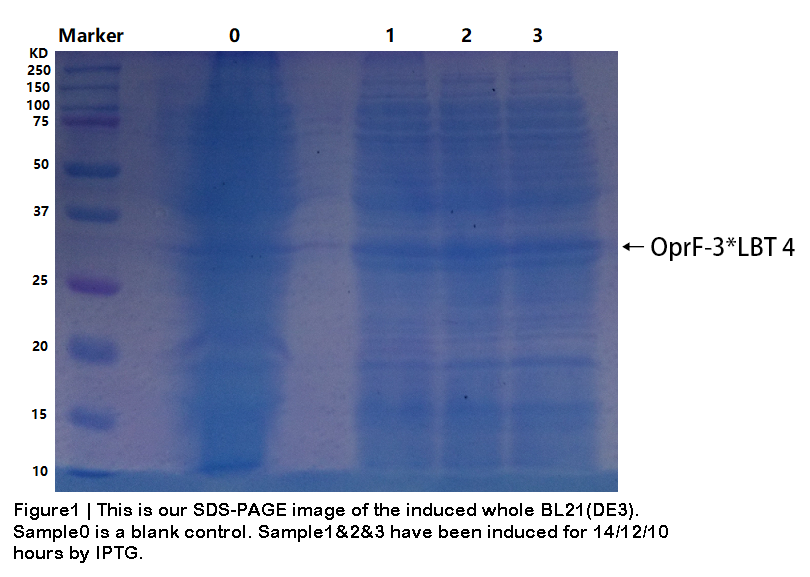 Marker 0 1 2 3
KD
250
150
100
75
50
37
OprF-3*LBT 4
25
20
15
10
Figure1 | This is our SDS-PAGE image of the induced whole BL21(DE3).
Sample0 is a blank control. Sample1&2&3 have been induced for 14/12/10
hours by IPTG.